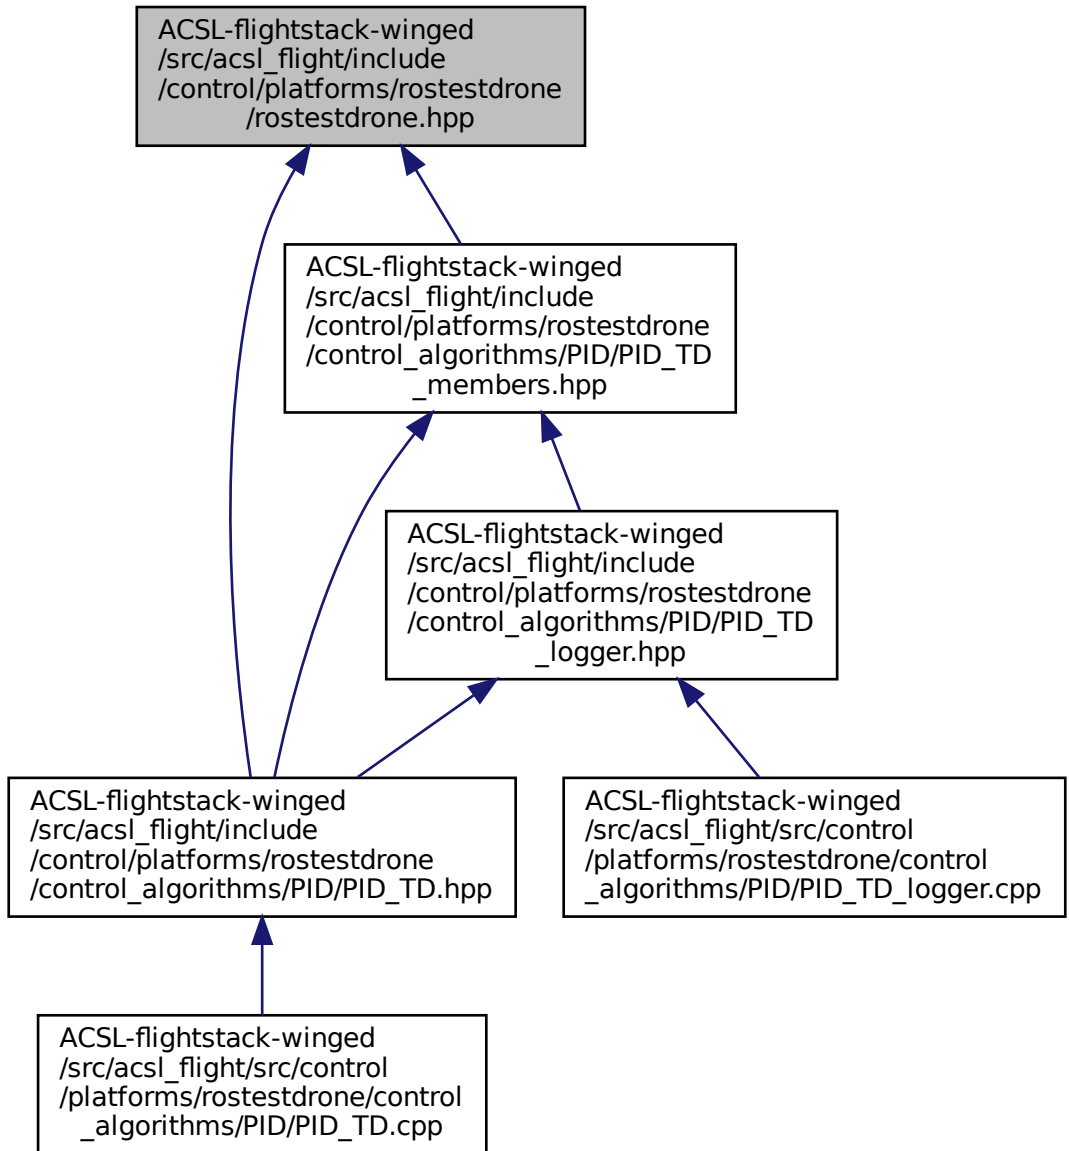 ACSL-flightstack-winged
/src/acsl_flight/include
/control/platforms/rostestdrone
/rostestdrone.hpp
ACSL-flightstack-winged
/src/acsl_flight/include
/control/platforms/rostestdrone
/control_algorithms/PID/PID_TD
_members.hpp
ACSL-flightstack-winged
/src/acsl_flight/include
/control/platforms/rostestdrone
/control_algorithms/PID/PID_TD
_logger.hpp
ACSL-flightstack-winged
/src/acsl_flight/include
/control/platforms/rostestdrone
/control_algorithms/PID/PID_TD.hpp
ACSL-flightstack-winged
/src/acsl_flight/src/control
/platforms/rostestdrone/control
_algorithms/PID/PID_TD_logger.cpp
ACSL-flightstack-winged
/src/acsl_flight/src/control
/platforms/rostestdrone/control
_algorithms/PID/PID_TD.cpp